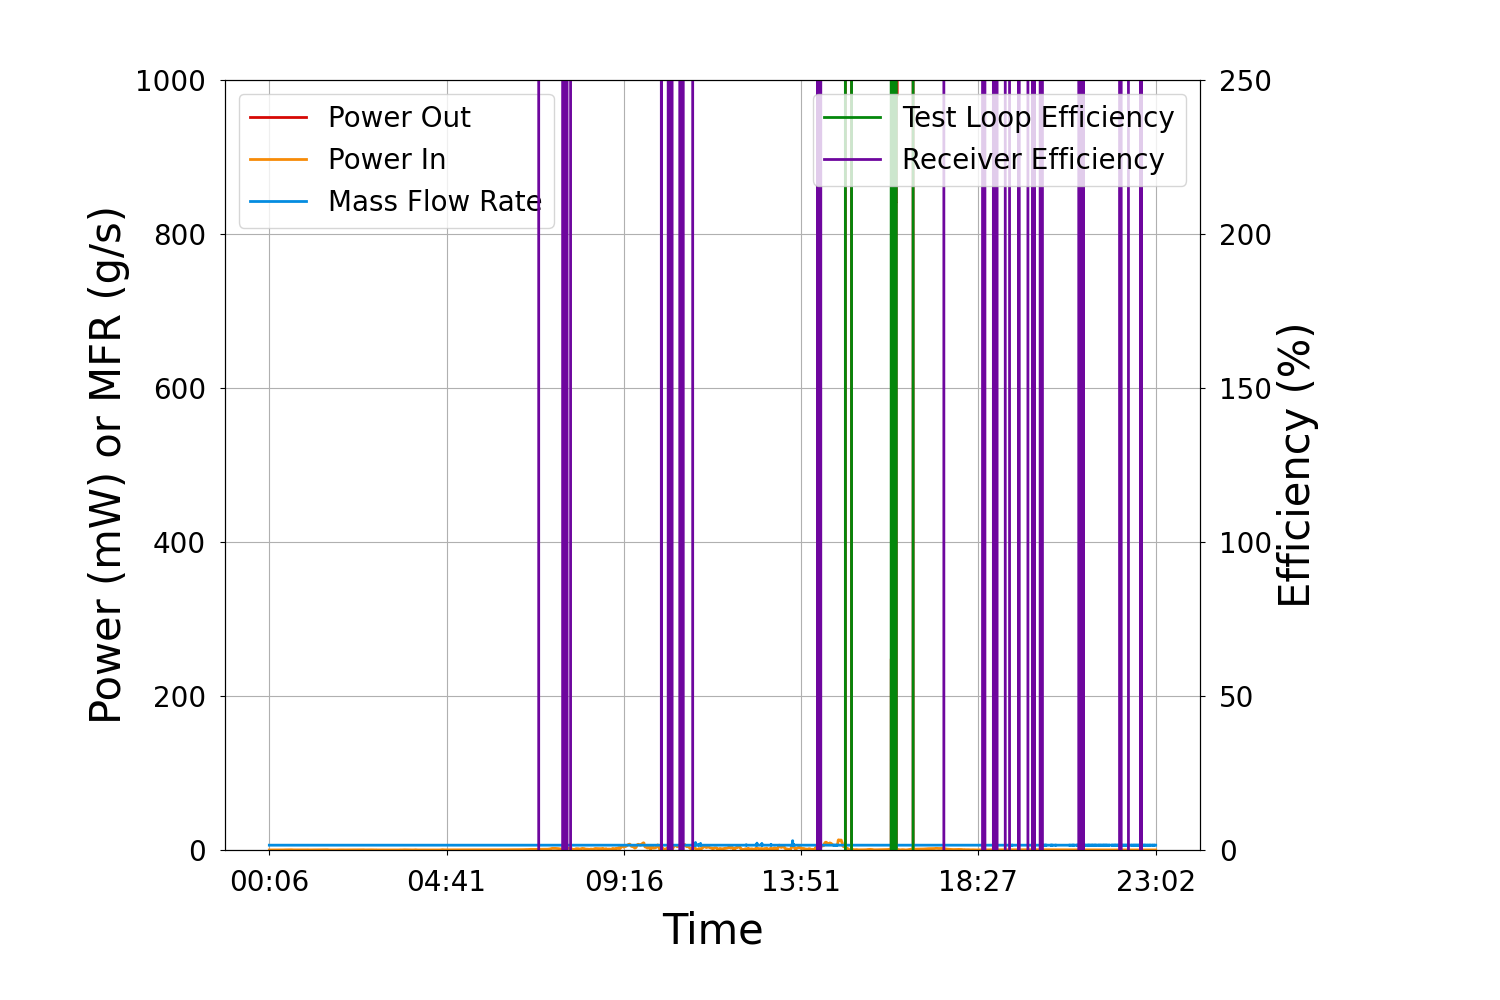 1000
800
600
400
200
0
Power (mW) or MFR (g/s)
Power Out
Power In
Mass Flow Rate
Test Loop Efficiency
Receiver Efficiency
250
200
150
100
50
0
Efficiency (%)
00:06 04:41 09:16 13:51 18:27 23:02
Time